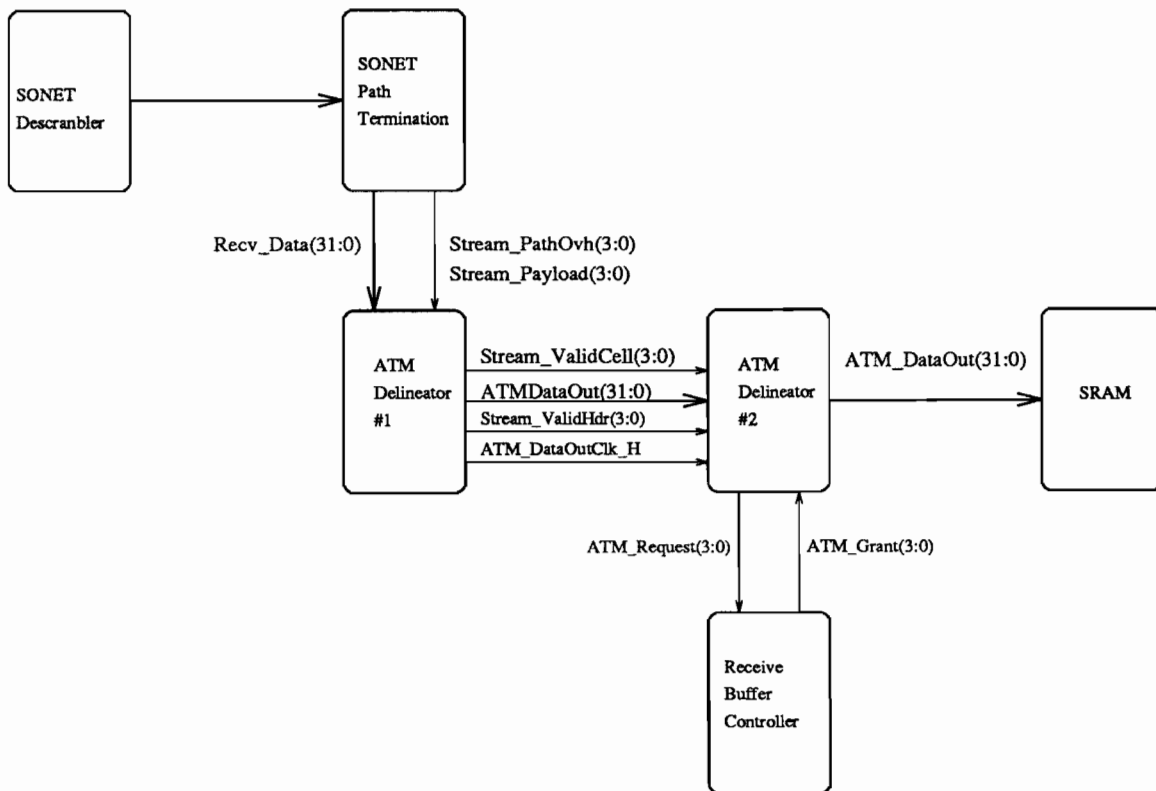 SONET
Descranbler
SONET
Path
Termination
Recv_Data(31:0)
Stream_PathOvh(3:0)
Stream_Payload(3:0)
ATM
Delineator
#1
Stream_ValidCell(3:0)
ATMDataOut(31:0)
Stream_ValidHdr(3:0)
ATM_DataOutClk_H
ATM
Delineator
#2
ATM_DataOut(31:0)
SRAM
ATM_Request(3:0)
ATM_Grant(3:0)
Receive
Buffer
Controller